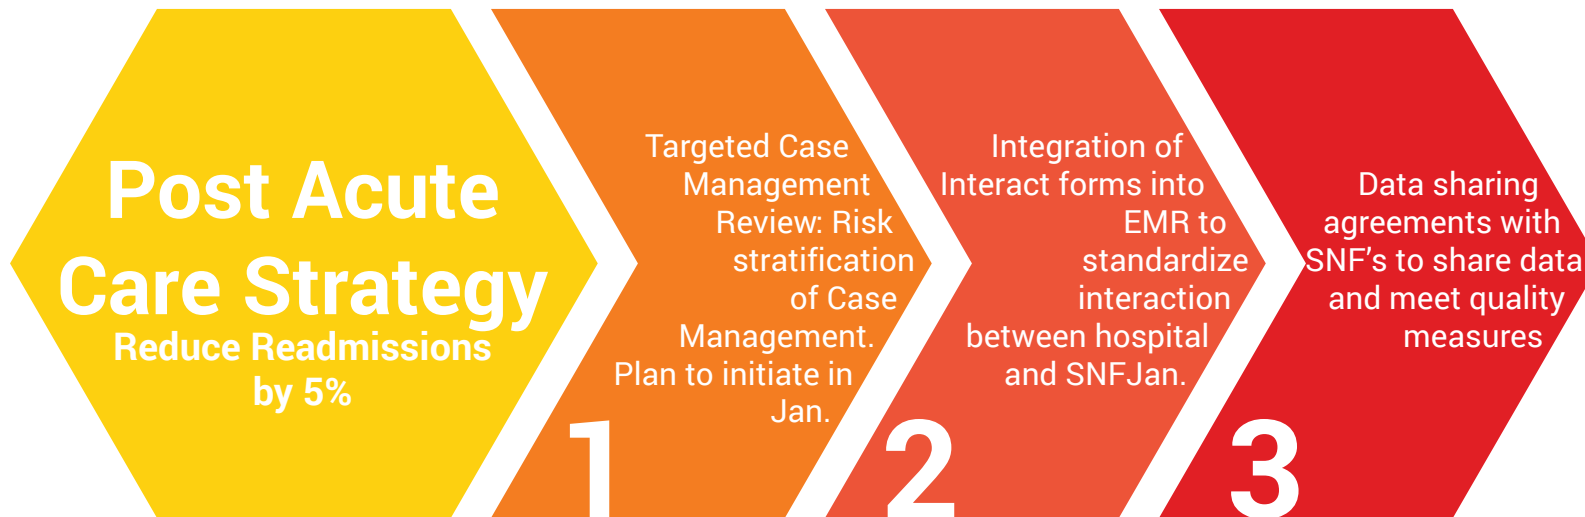 Post Acute
Care Strategy
Reduce Readmissions
by 5%
Targeted Case
Management
Review: Risk
stratification
of Case
Management.
Plan to initiate in
Jan.
1
Integration of
Interact forms into
EMR to
standardize
interaction
between hospital
and SNFJan.
2
Data sharing
agreements with
SNF's to share data
and meet quality
measures
3